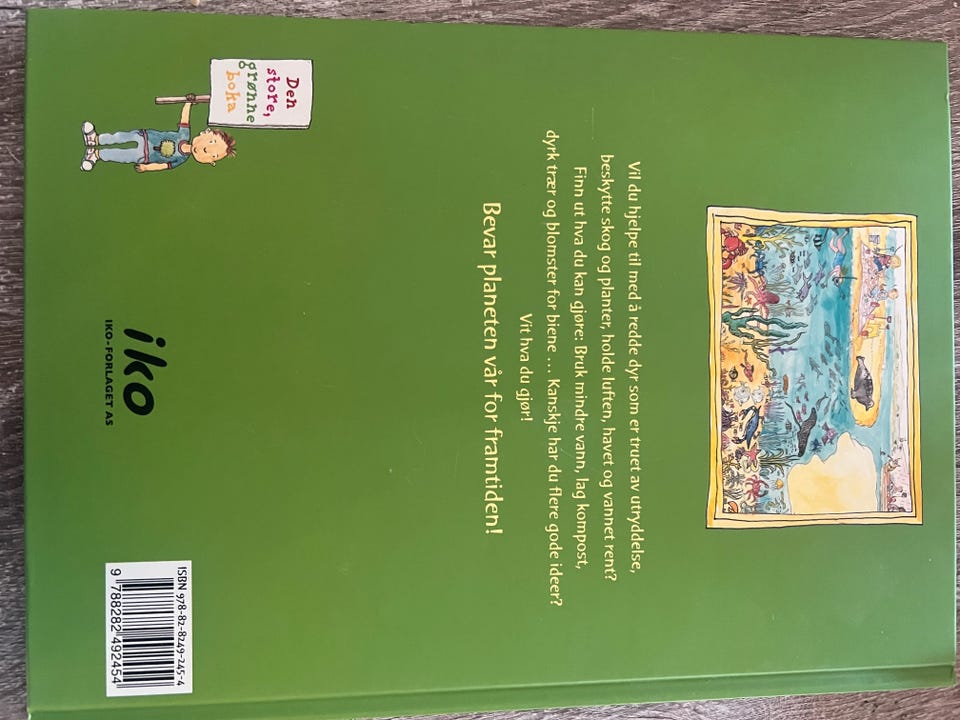 Vil du hjelpe til med å redde dyr som er truet av utryddelse,
beskytte skog og planter, holde luften, havet og vannet rent?
Finn ut hva du kan gjøre: Bruk mindre vann, lag kompost,
dyrk trær og blomster for biene ... Kanskje har du flere gode ideer?
Vit hva du gjør!
Bevar planeten vår for framtiden!
Den
store,
grønne
boka
iko
IKO-FORLAGET AS
ISBN 978-82-8249-245-4
9 788282 492454